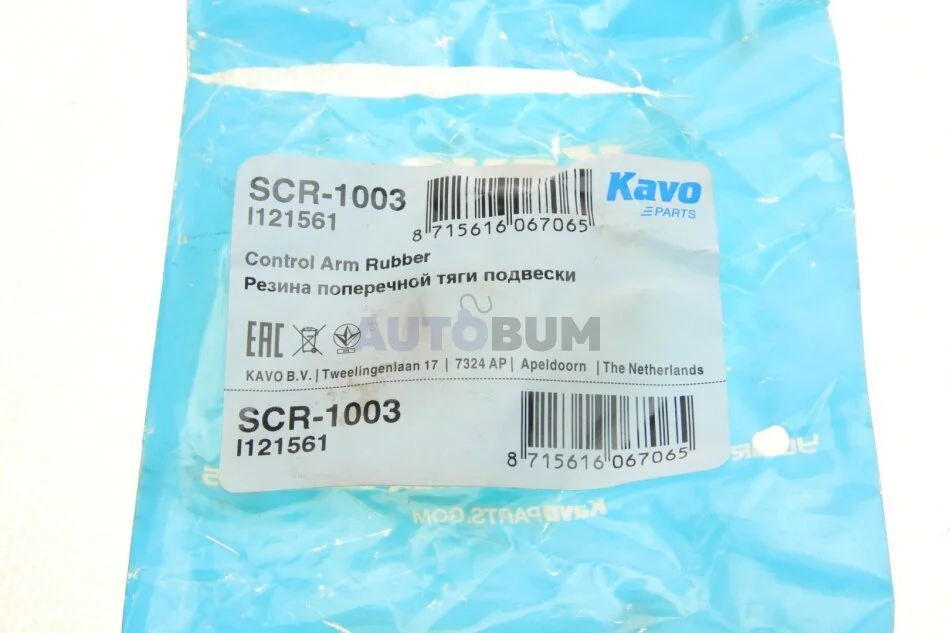 SCR-1003
I121561
8 715616 067065
Kavo
PARTS
Control Arm Rubber
Резина поперечной тяги подвески
AUTOBUM
EAC
KAVO B.V. | Tweelingenlaan 17 | 7324 AP | Apeldoorn | The Netherlands
SCR-1003
I121561
8 715616 067065
KavoPARTS.COM